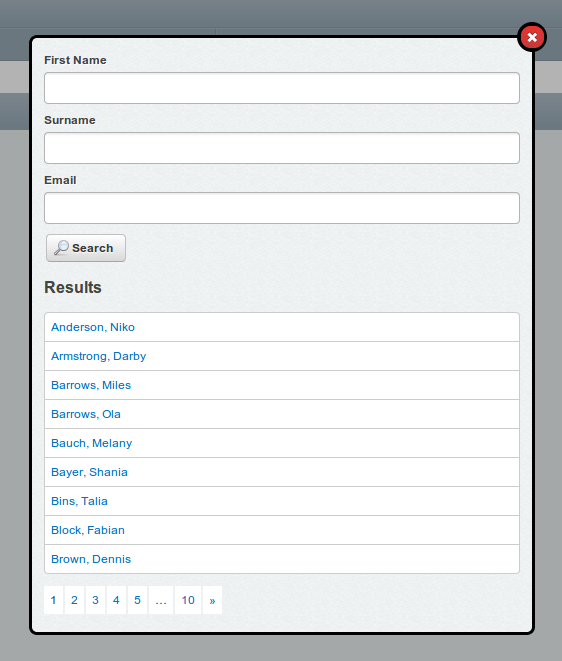 First Name
Surname
Email
Search
Results
Anderson, Niko
Armstrong, Darby
Barrows, Miles
Barrows, Ola
Bauch, Melany
Bayer, Shania
Bins, Talia
Block, Fabian
Brown, Dennis
1 2 3 4 5 … 10 »